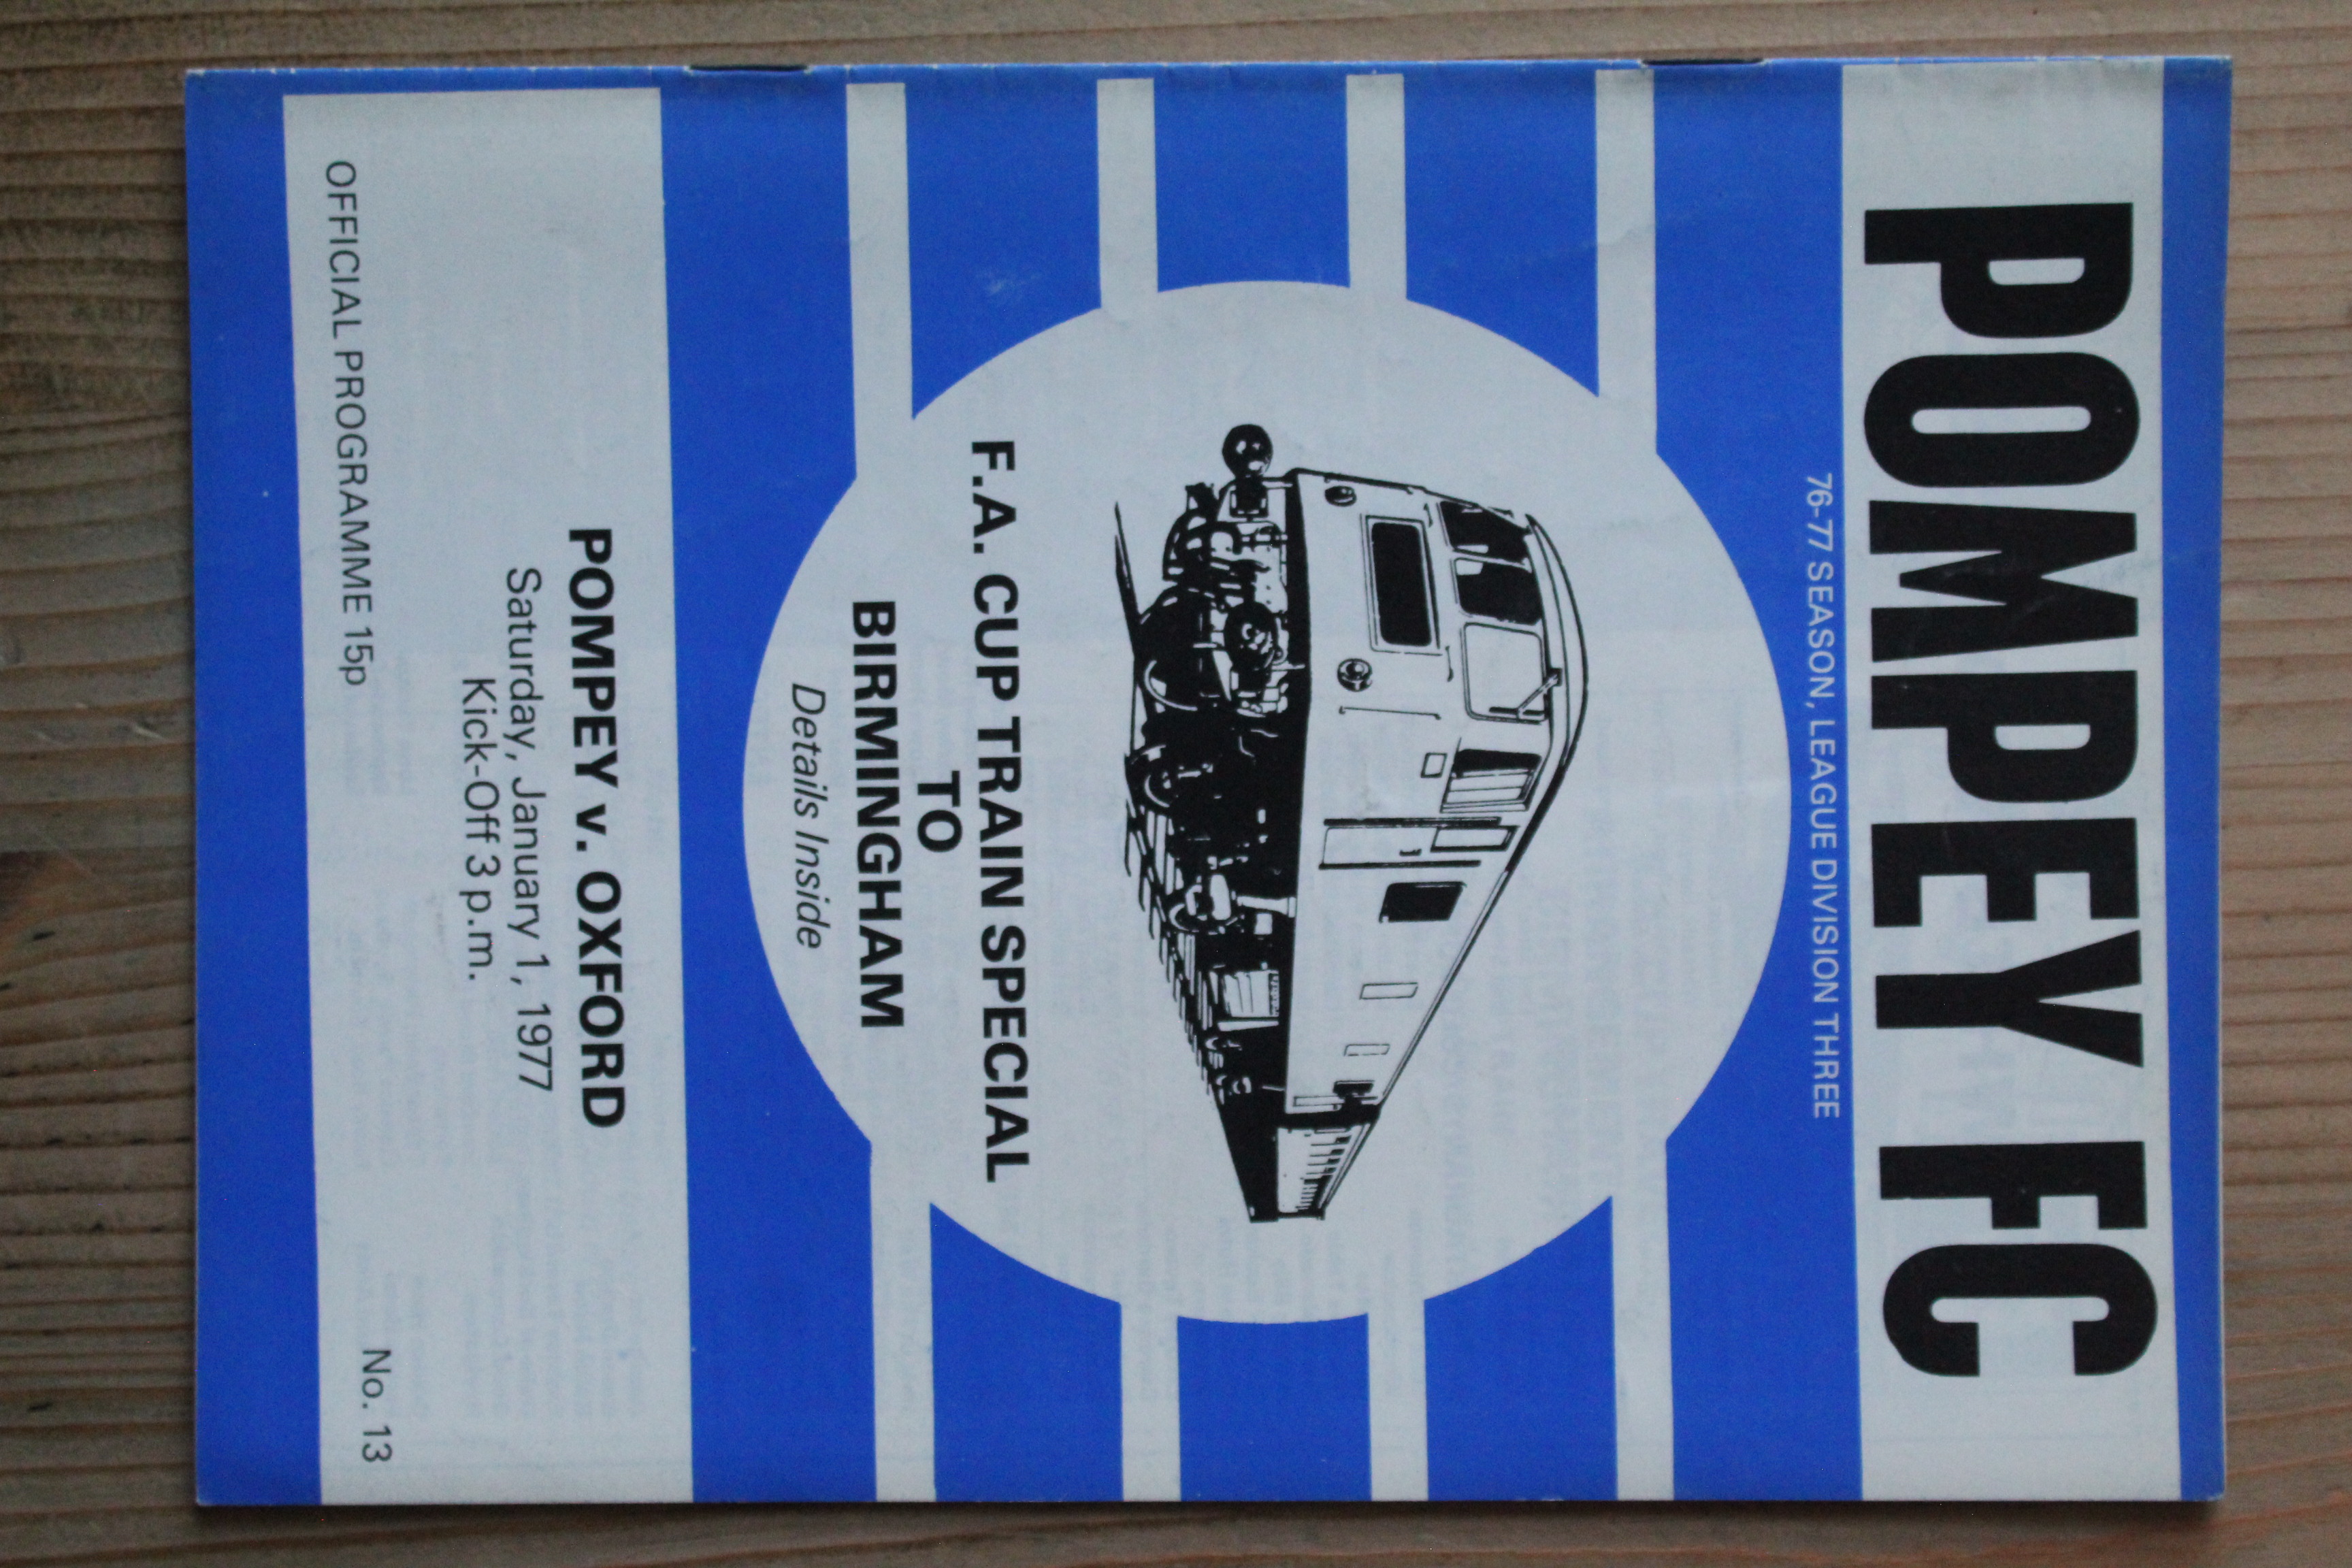 POMPEY FC
76-77 SEASON, LEAGUE DIVISION THREE
F.A. CUP TRAIN SPECIAL
TO
BIRMINGHAM
Details Inside
POMPEY v. OXFORD
Saturday, January 1, 1977
Kick-Off 3 p.m.
OFFICIAL PROGRAMME 15p
No. 13